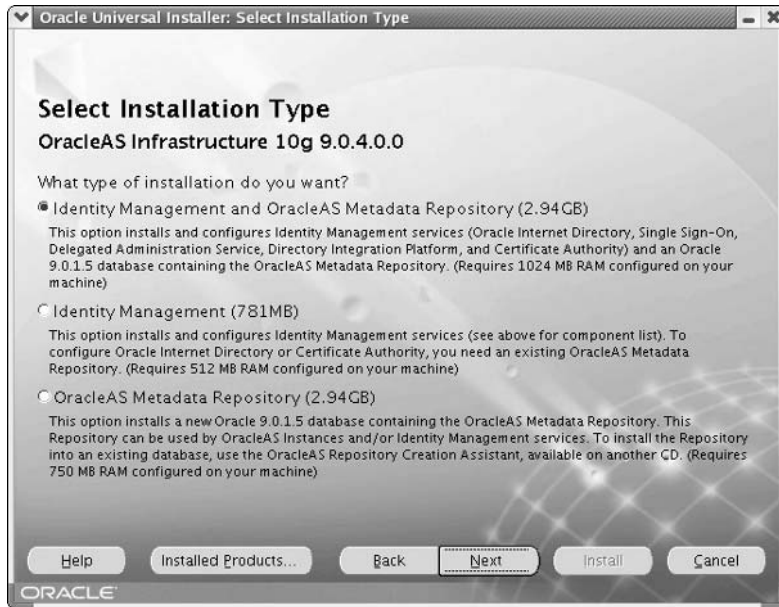 Oracle Universal Installer: Select Installation Type
Select Installation Type
OracleAS Infrastructure 10g 9.0.4.0.0
What type of installation do you want?
Identity Management and OracleAS Metadata Repository (2.94GB)
This option installs and configures Identity Management services (Oracle Internet Directory, Single Sign-On,
Delegated Administration Service, Directory Integration Platform, and Certificate Authority) and an Oracle
9.0.1.5 database containing the OracleAS Metadata Repository. (Requires 1024 MB RAM configured on your
machine)
Identity Management (781MB)
This option installs and configures Identity Management services (see above for component list). To
configure Oracle Internet Directory or Certificate Authority, you need an existing OracleAS Metadata
Repository. (Requires 512 MB RAM configured on your machine)
OracleAS Metadata Repository (2.94GB)
This option installs a new Oracle 9.0.1.5 database containing the OracleAS Metadata Repository. This
Repository can be used by OracleAS Instances and/or Identity Management services. To install the Repository
into an existing database, use the OracleAS Repository Creation Assistant, available on another CD. (Requires
750 MB RAM configured on your machine)
Help Installed Products... Back Next Install Cancel
ORACLE